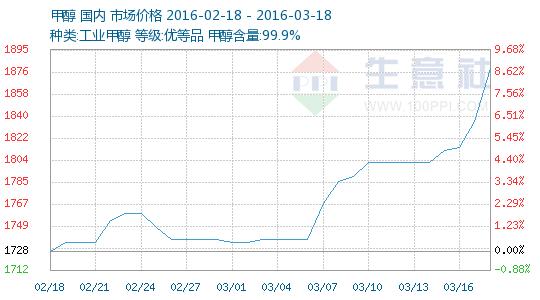 甲醇 国内 市场价格 2016-02-18 - 2016-03-18
种类:工业甲醇 等级:优等品 甲醇含量:99.9%
1895 9.68%
1876 8.62%
1858 7.56%
1840 6.51%
1822 5.45%
1804 4.40%
1785 3.34%
1767 2.29%
1749 1.23%
1728 0.00%
1712 -0.88%
生意社
WWW.100PPI.COM
PPI
02/18 02/21 02/24 02/27 03/01 03/04 03/07 03/10 03/13 03/16